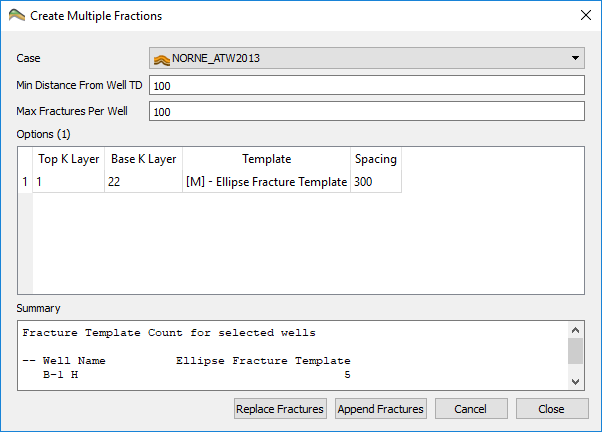 Create Multiple Fractions
Case NORNE_ATW2013
Min Distance From Well TD 100
Max Fractures Per Well 100
Options (1)
Top K Layer Base K Layer Template Spacing
1 1 22 [M] - Ellipse Fracture Template 300
Summary
Fracture Template Count for selected wells
-- Well Name Ellipse Fracture Template
B-1 H 5
Replace Fractures Append Fractures Cancel Close